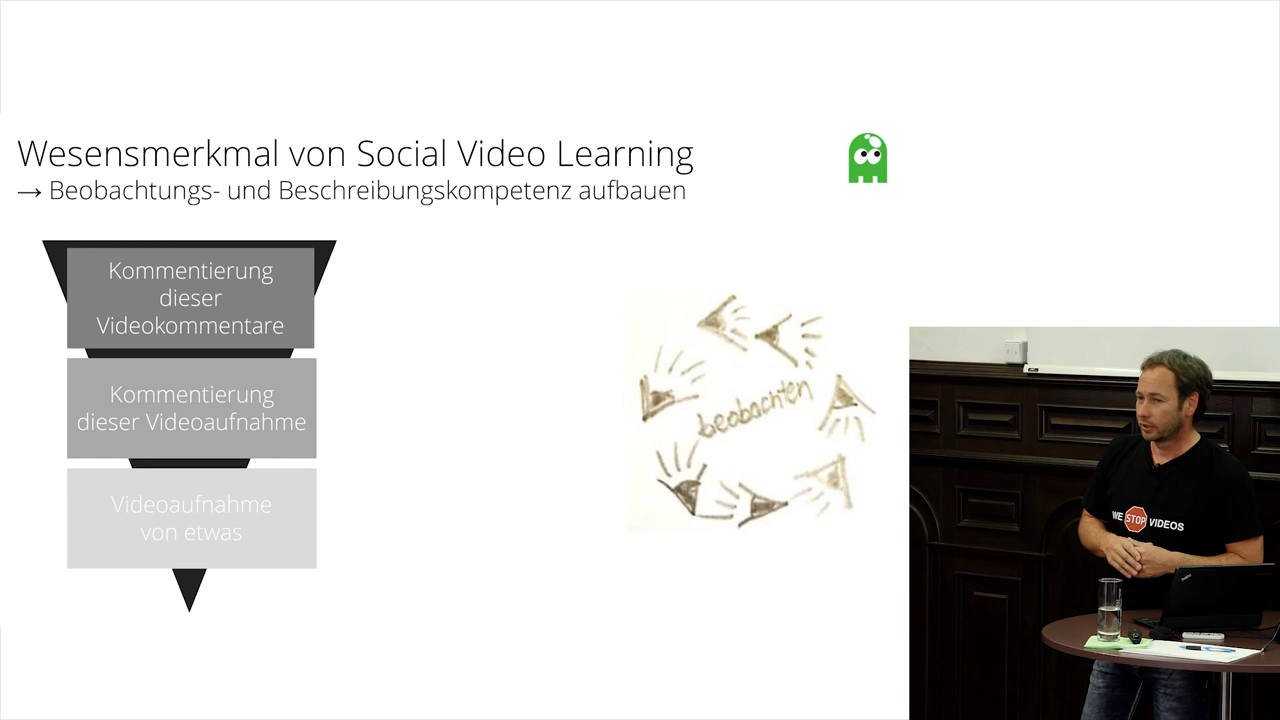 Wesensmerkmal von Social Video Learning
→ Beobachtungs- und Beschreibungskompetenz aufbauen
Kommentierung
dieser
Videokommentare
Kommentierung
dieser Videoaufnahme
Videoaufnahme
von etwas
beobachten
WE STOP VIDEOS
ThinkPad